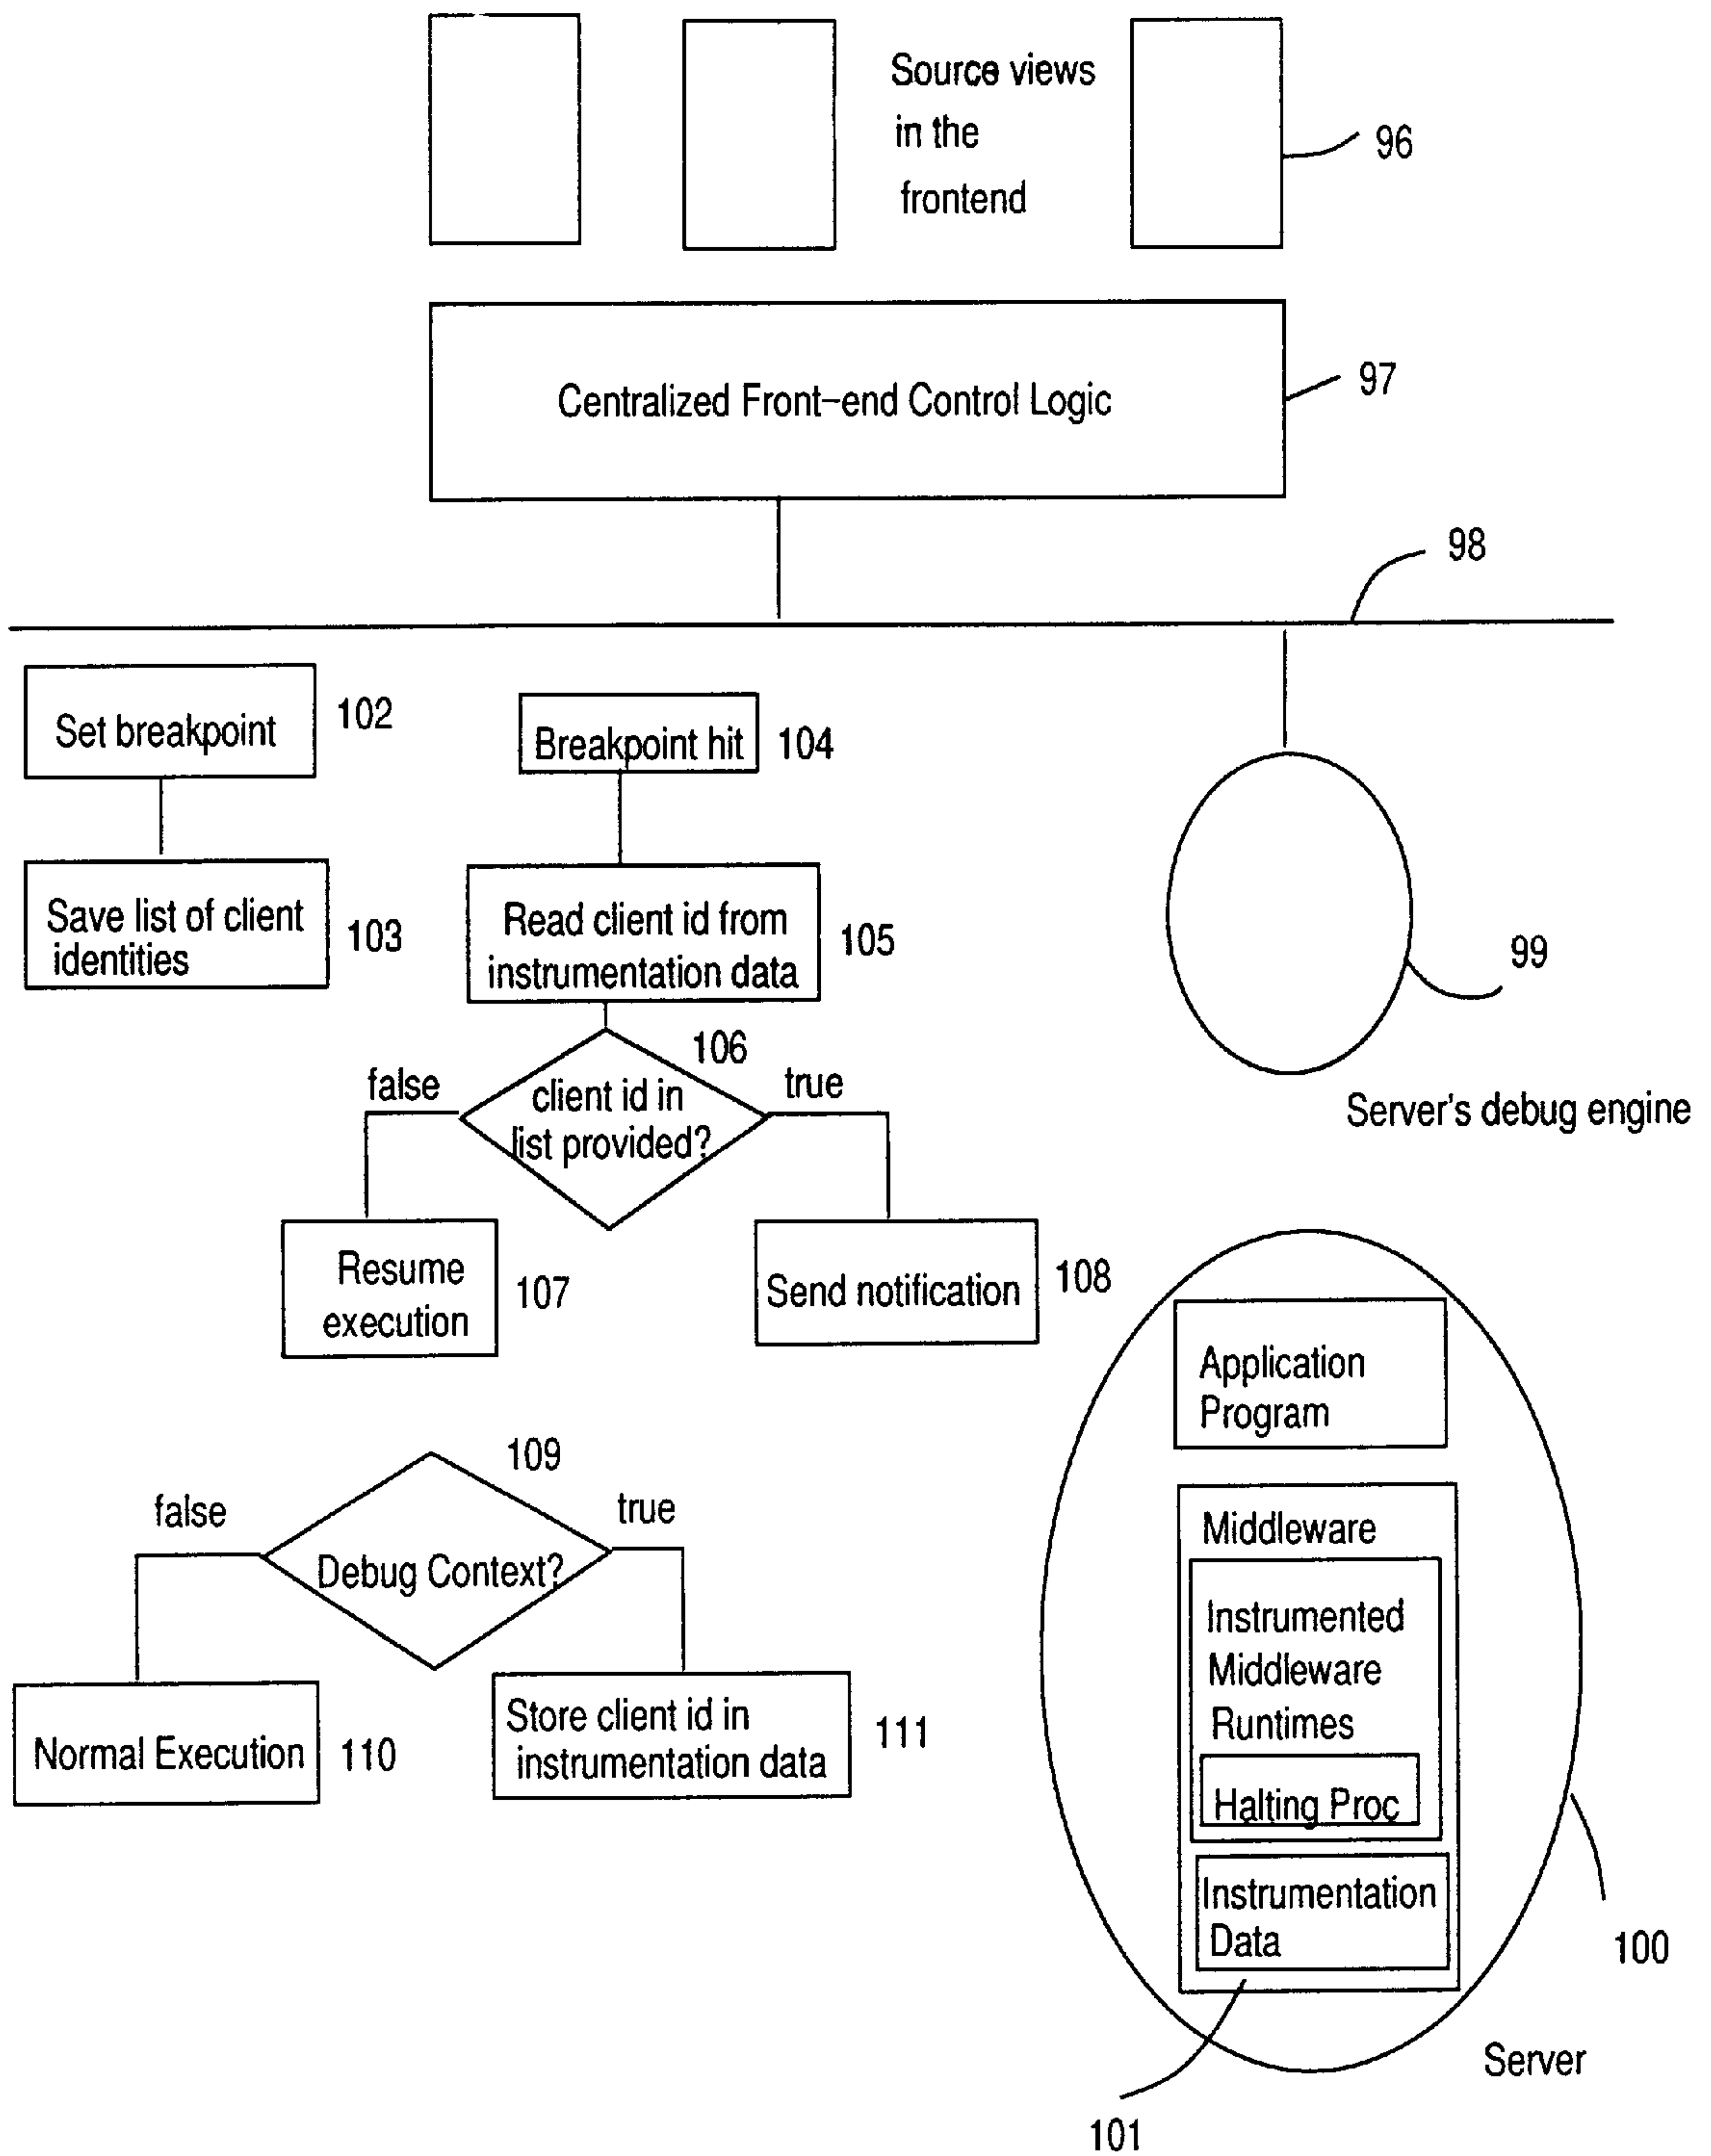 Source views
in the
frontend
96
Centralized Front-end Control Logic
97
98
Set breakpoint
102
Breakpoint hit
104
Save list of client
identities
103
Read client id from
instrumentation data
105
99
106
false
true
client id in
list provided?
Server's debug engine
Resume
execution
107
Send notification
108
Application
Program
109
false
true
Debug Context?
Middleware
Instrumented
Middleware
Runtimes
Normal Execution
110
Store client id in
instrumentation data
111
Halting Proc
Instrumentation
Data
100
Server
101